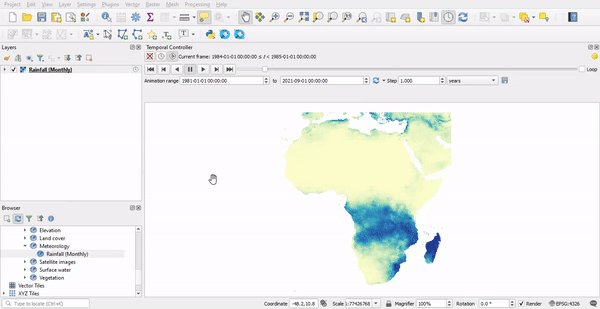 Project Edit View Layer Settings Plugins Vector Raster Database Web Mesh Processing Help
Layers
Temporal Controller
Current frame: 1984-01-01 00:00:00 ≤ t < 1985-01-01 00:00:00
Rainfall (Monthly)
Loop
Animation range 1981-01-01 00:00:00 to 2021-09-01 00:00:00 Step 1.000 years
Browser
Elevation
Land cover
Meteorology
Rainfall (Monthly)
Satellite images
Surface water
Vegetation
Vector Tiles
XYZ Tiles
Type to locate (Ctrl+K) Coordinate -48.2,10.8 Scale 1:77426768 Magnifier 100% Rotation 0.0 ° Render EPSG:4326